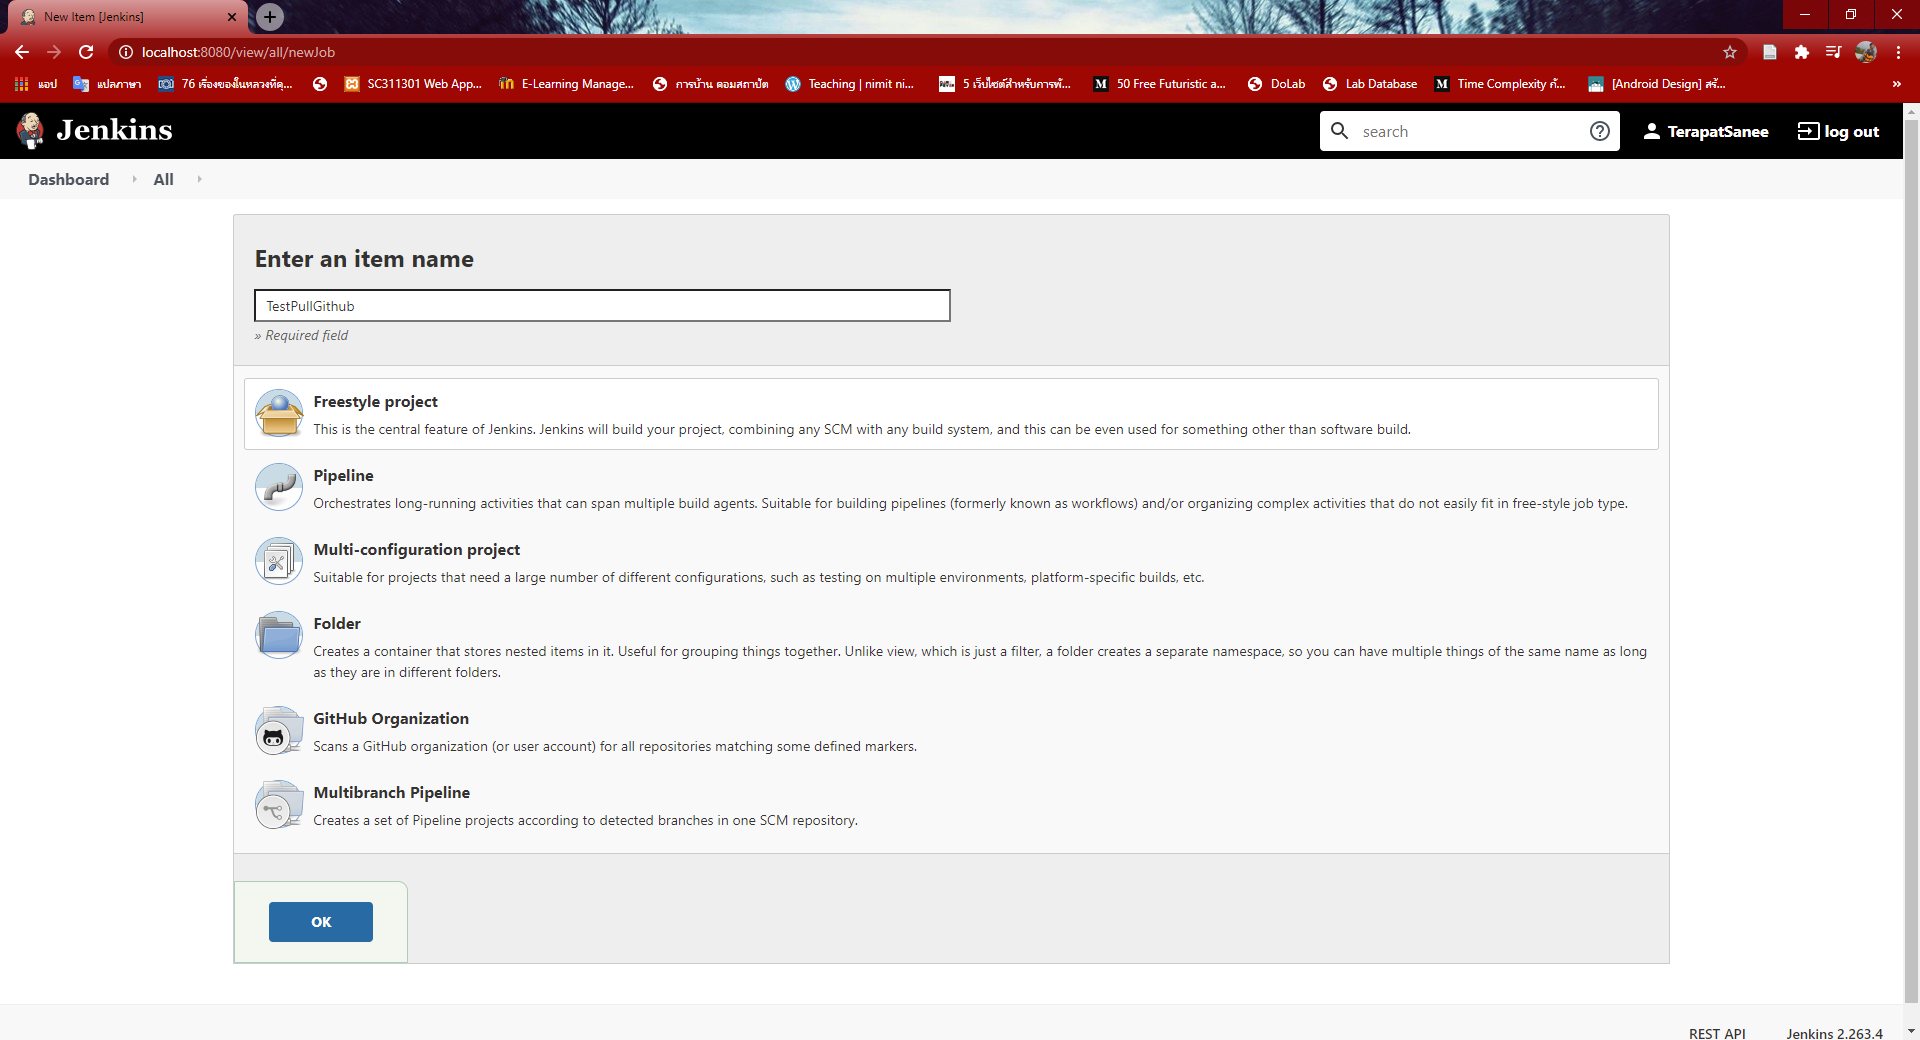 New Item [Jenkins]
localhost:8080/view/all/newJob
แอป
แปลภาษา
76 เรื่องของในหลวงที่ดุ...
SC311301 Web App...
E-Learning Manage...
การบ้าน คอมสถาปัต
Teaching | nimit ni...
5 เว็บไซต์สำหรับการพั...
50 Free Futuristic a...
DoLab
Lab Database
Time Complexity กั...
[Android Design] สร้...
»
Jenkins
search
TerapatSanee
log out
Dashboard
All
Enter an item name
TestPullGithub
» Required field
Freestyle project
This is the central feature of Jenkins. Jenkins will build your project, combining any SCM with any build system, and this can be even used for something other than software build.
Pipeline
Orchestrates long-running activities that can span multiple build agents. Suitable for building pipelines (formerly known as workflows) and/or organizing complex activities that do not easily fit in free-style job type.
Multi-configuration project
Suitable for projects that need a large number of different configurations, such as testing on multiple environments, platform-specific builds, etc.
Folder
Creates a container that stores nested items in it. Useful for grouping things together. Unlike view, which is just a filter, a folder creates a separate namespace, so you can have multiple things of the same name as long
as they are in different folders.
GitHub Organization
Scans a GitHub organization (or user account) for all repositories matching some defined markers.
Multibranch Pipeline
Creates a set of Pipeline projects according to detected branches in one SCM repository.
OK
REST API
Jenkins 2.263.4